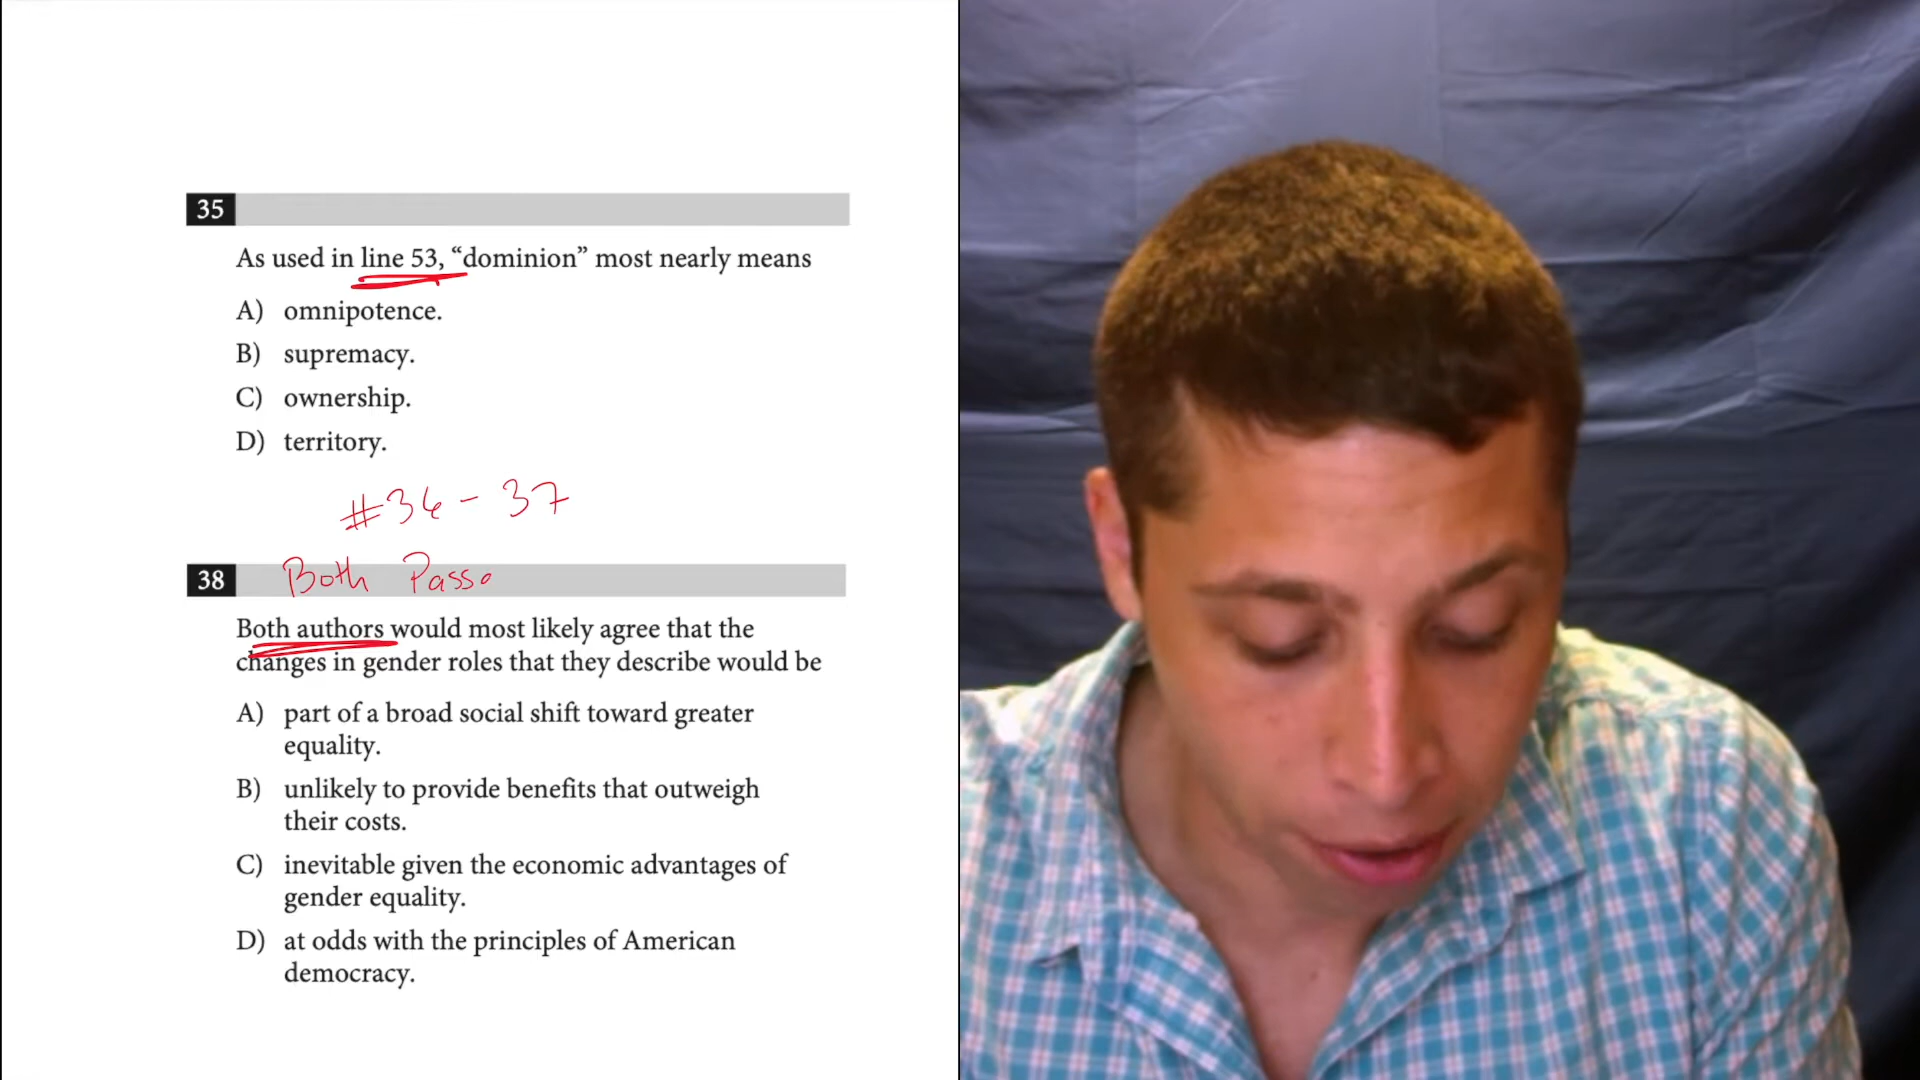 35
As used in line 53, “dominion” most nearly means
A) omnipotence.
B) supremacy.
C) ownership.
D) territory.
#36 - 37
38 Both Passa
Both authors would most likely agree that the
changes in gender roles that they describe would be
A) part of a broad social shift toward greater
equality.
B) unlikely to provide benefits that outweigh
their costs.
C) inevitable given the economic advantages of
gender equality.
D) at odds with the principles of American
democracy.